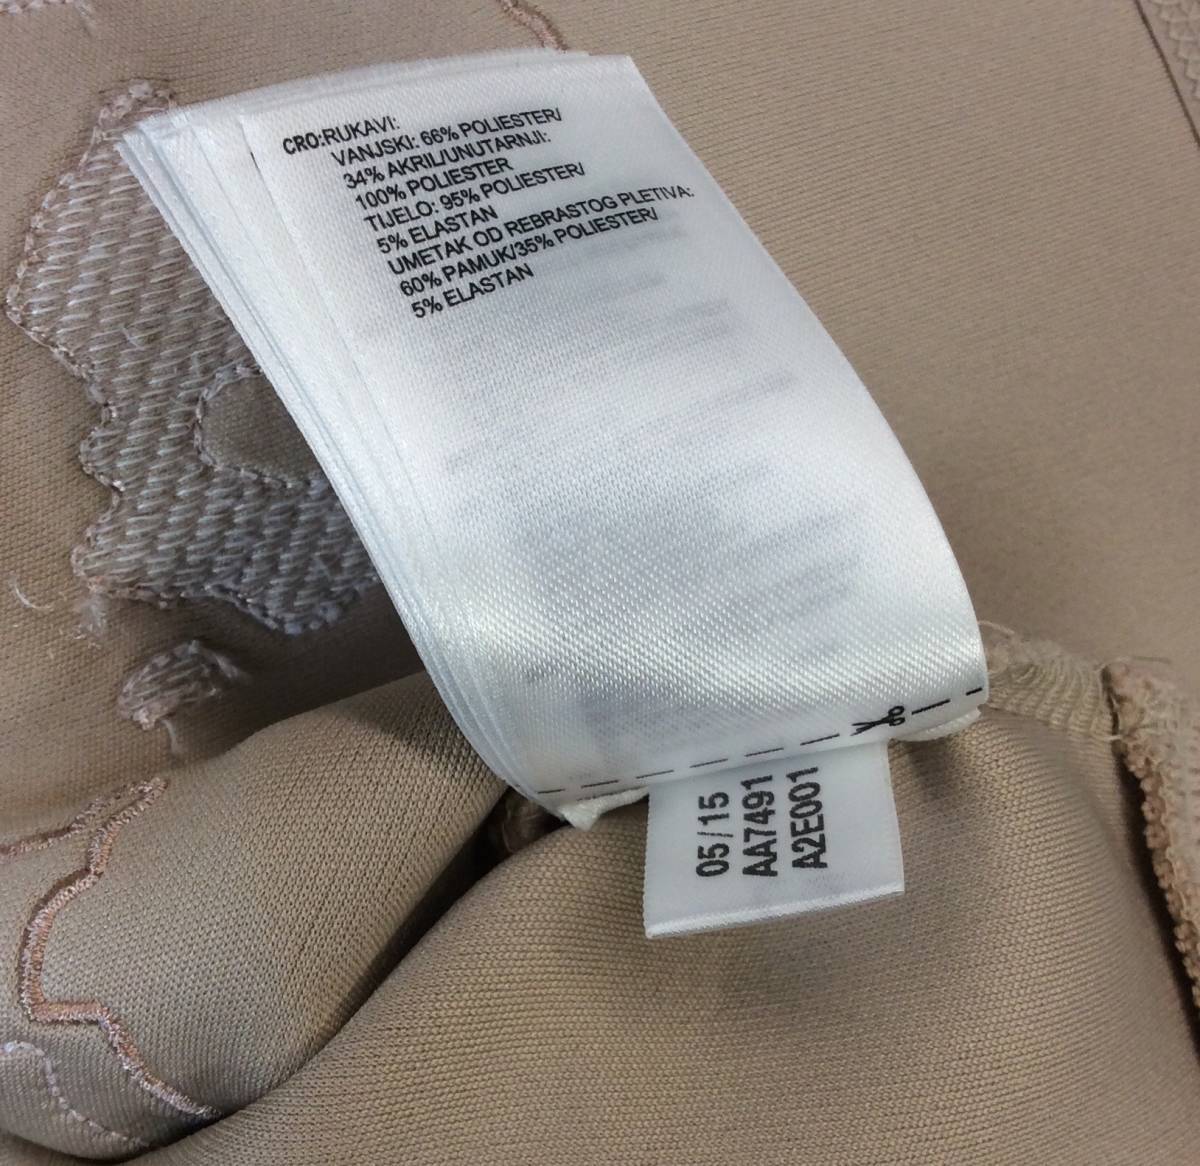 CRO:RUKAVI:
VANJSKI: 66% POLIESTER/
34% AKRIL/UNUTARNJI:
100% POLIESTER
TIJELO: 95% POLIESTER/
5% ELASTAN
UMETAK OD REBRASTOG PLETIVA:
60% PAMUK/35% POLIESTER/
5% ELASTAN
05/15
AA7491
A2E001